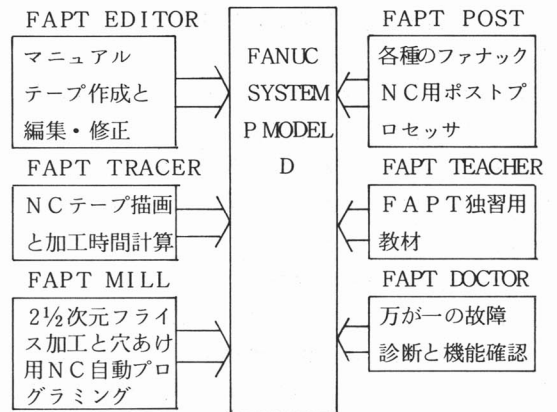 FAPT EDITOR
マニュアル
テープ作成と
編集・修正
FAPT TRACER
NCテープ描画
と加工時間計算
FAPT MILL
2½次元フライ
ス加工と穴あけ
用NC自動プロ
グラミング
FANUC
SYSTEM
P MODEL
D
FAPT POST
各種のファナック
NC用ポストプ
ロセッサ
FAPT TEACHER
FAPT独習用
教材
FAPT DOCTOR
万が一の故障
診断と機能確認